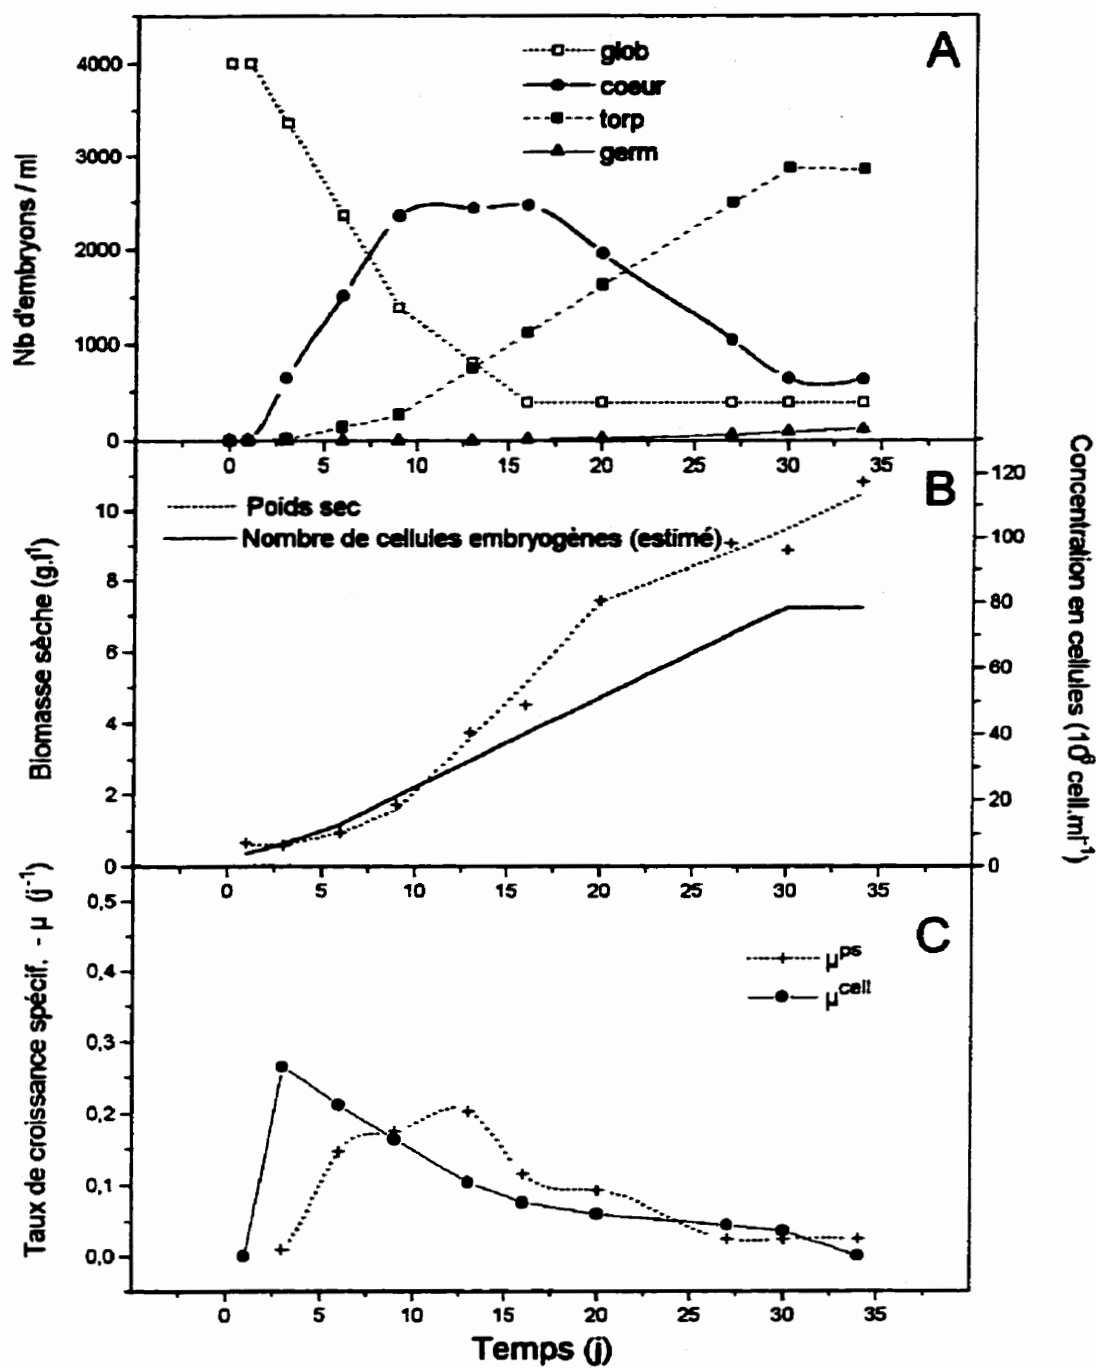 A
glob
coeur
torp
germ
Nb d'embryons / ml
4000
3000
2000
1000
0
0 5 10 15 20 25 30 35
B
Poids sec
Nombre de cellules embryogènes (estimé)
Biomasse sèche (g.l¹)
10
8
6
4
2
0
Concentration en cellules (10⁶ cell.ml⁻¹)
120
100
80
60
40
20
0
0 5 10 15 20 25 30 35
C
μps
μcell
Taux de croissance spécif. - μ (j⁻¹)
0,5
0,4
0,3
0,2
0,1
0,0
0 5 10 15 20 25 30 35
Temps (j)